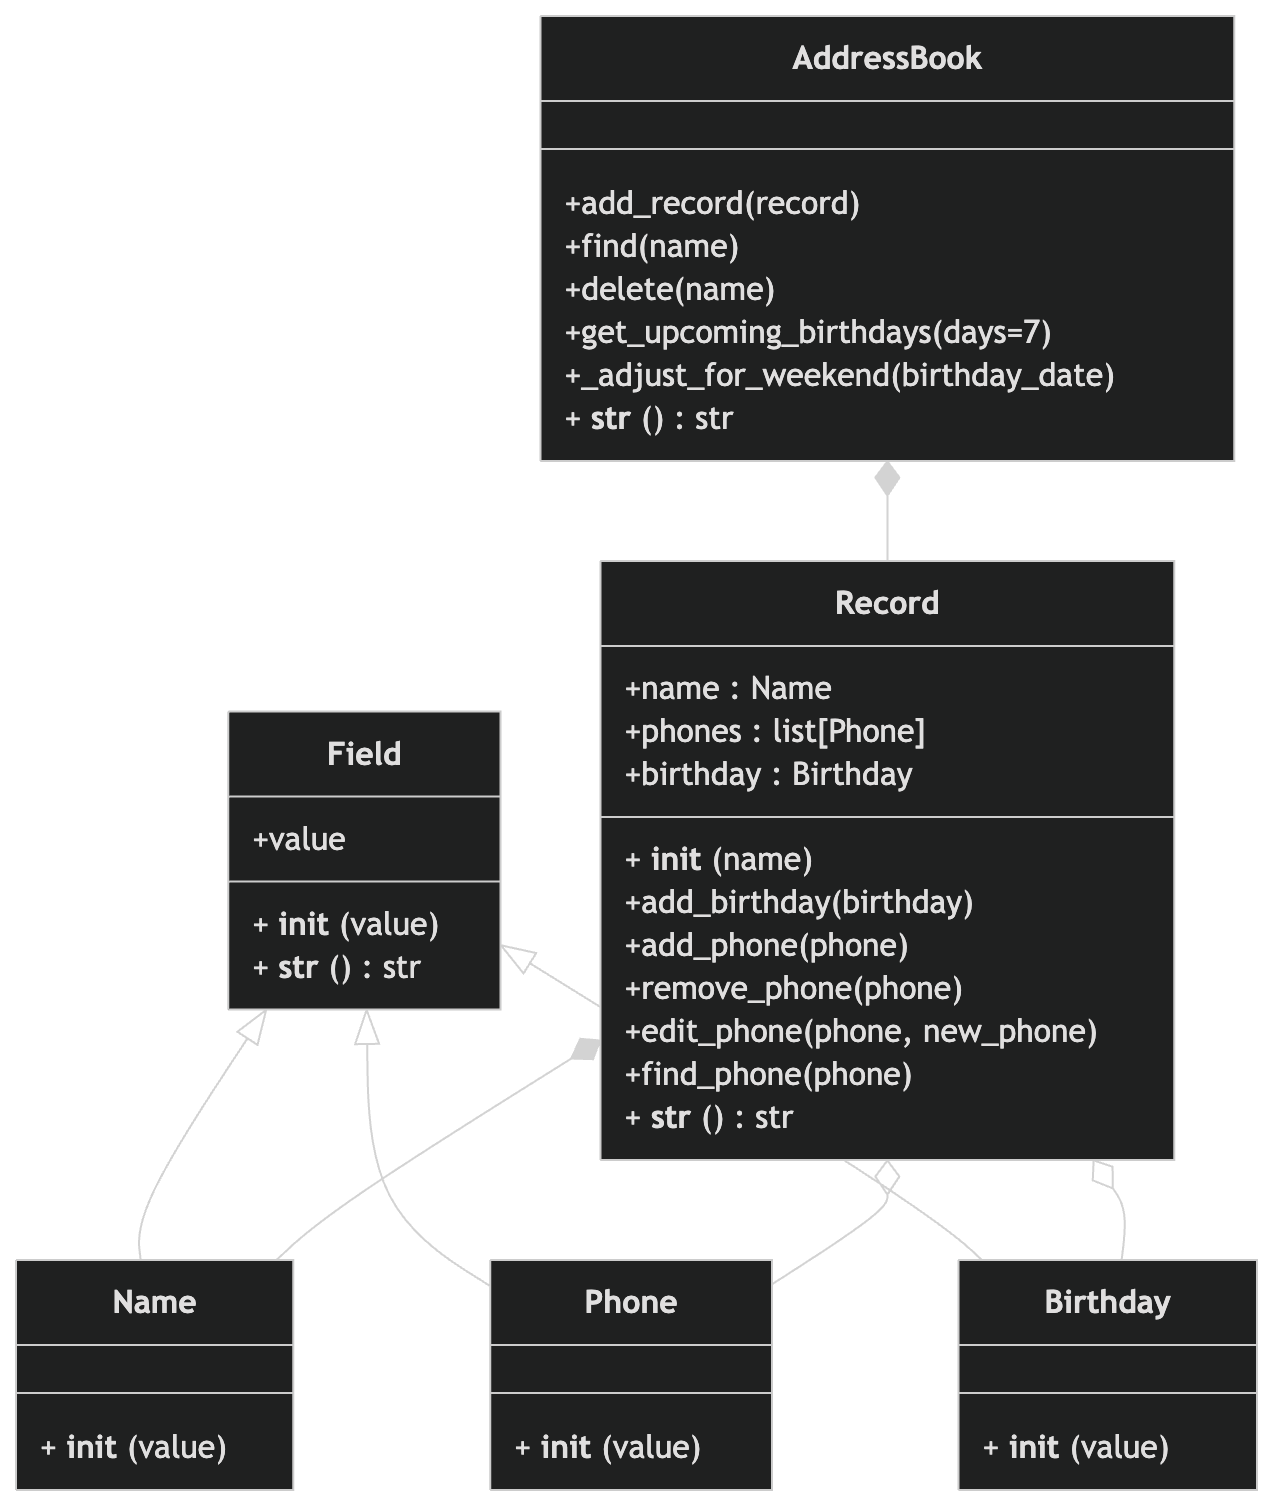 AddressBook
+add_record(record)
+find(name)
+delete(name)
+get_upcoming_birthdays(days=7)
+_adjust_for_weekend(birthday_date)
+ str () : str
Record
+name : Name
+phones : list[Phone]
+birthday : Birthday
+ init (name)
+add_birthday(birthday)
+add_phone(phone)
+remove_phone(phone)
+edit_phone(phone, new_phone)
+find_phone(phone)
+ str () : str
Field
+value
+ init (value)
+ str () : str
Name
+ init (value)
Phone
+ init (value)
Birthday
+ init (value)